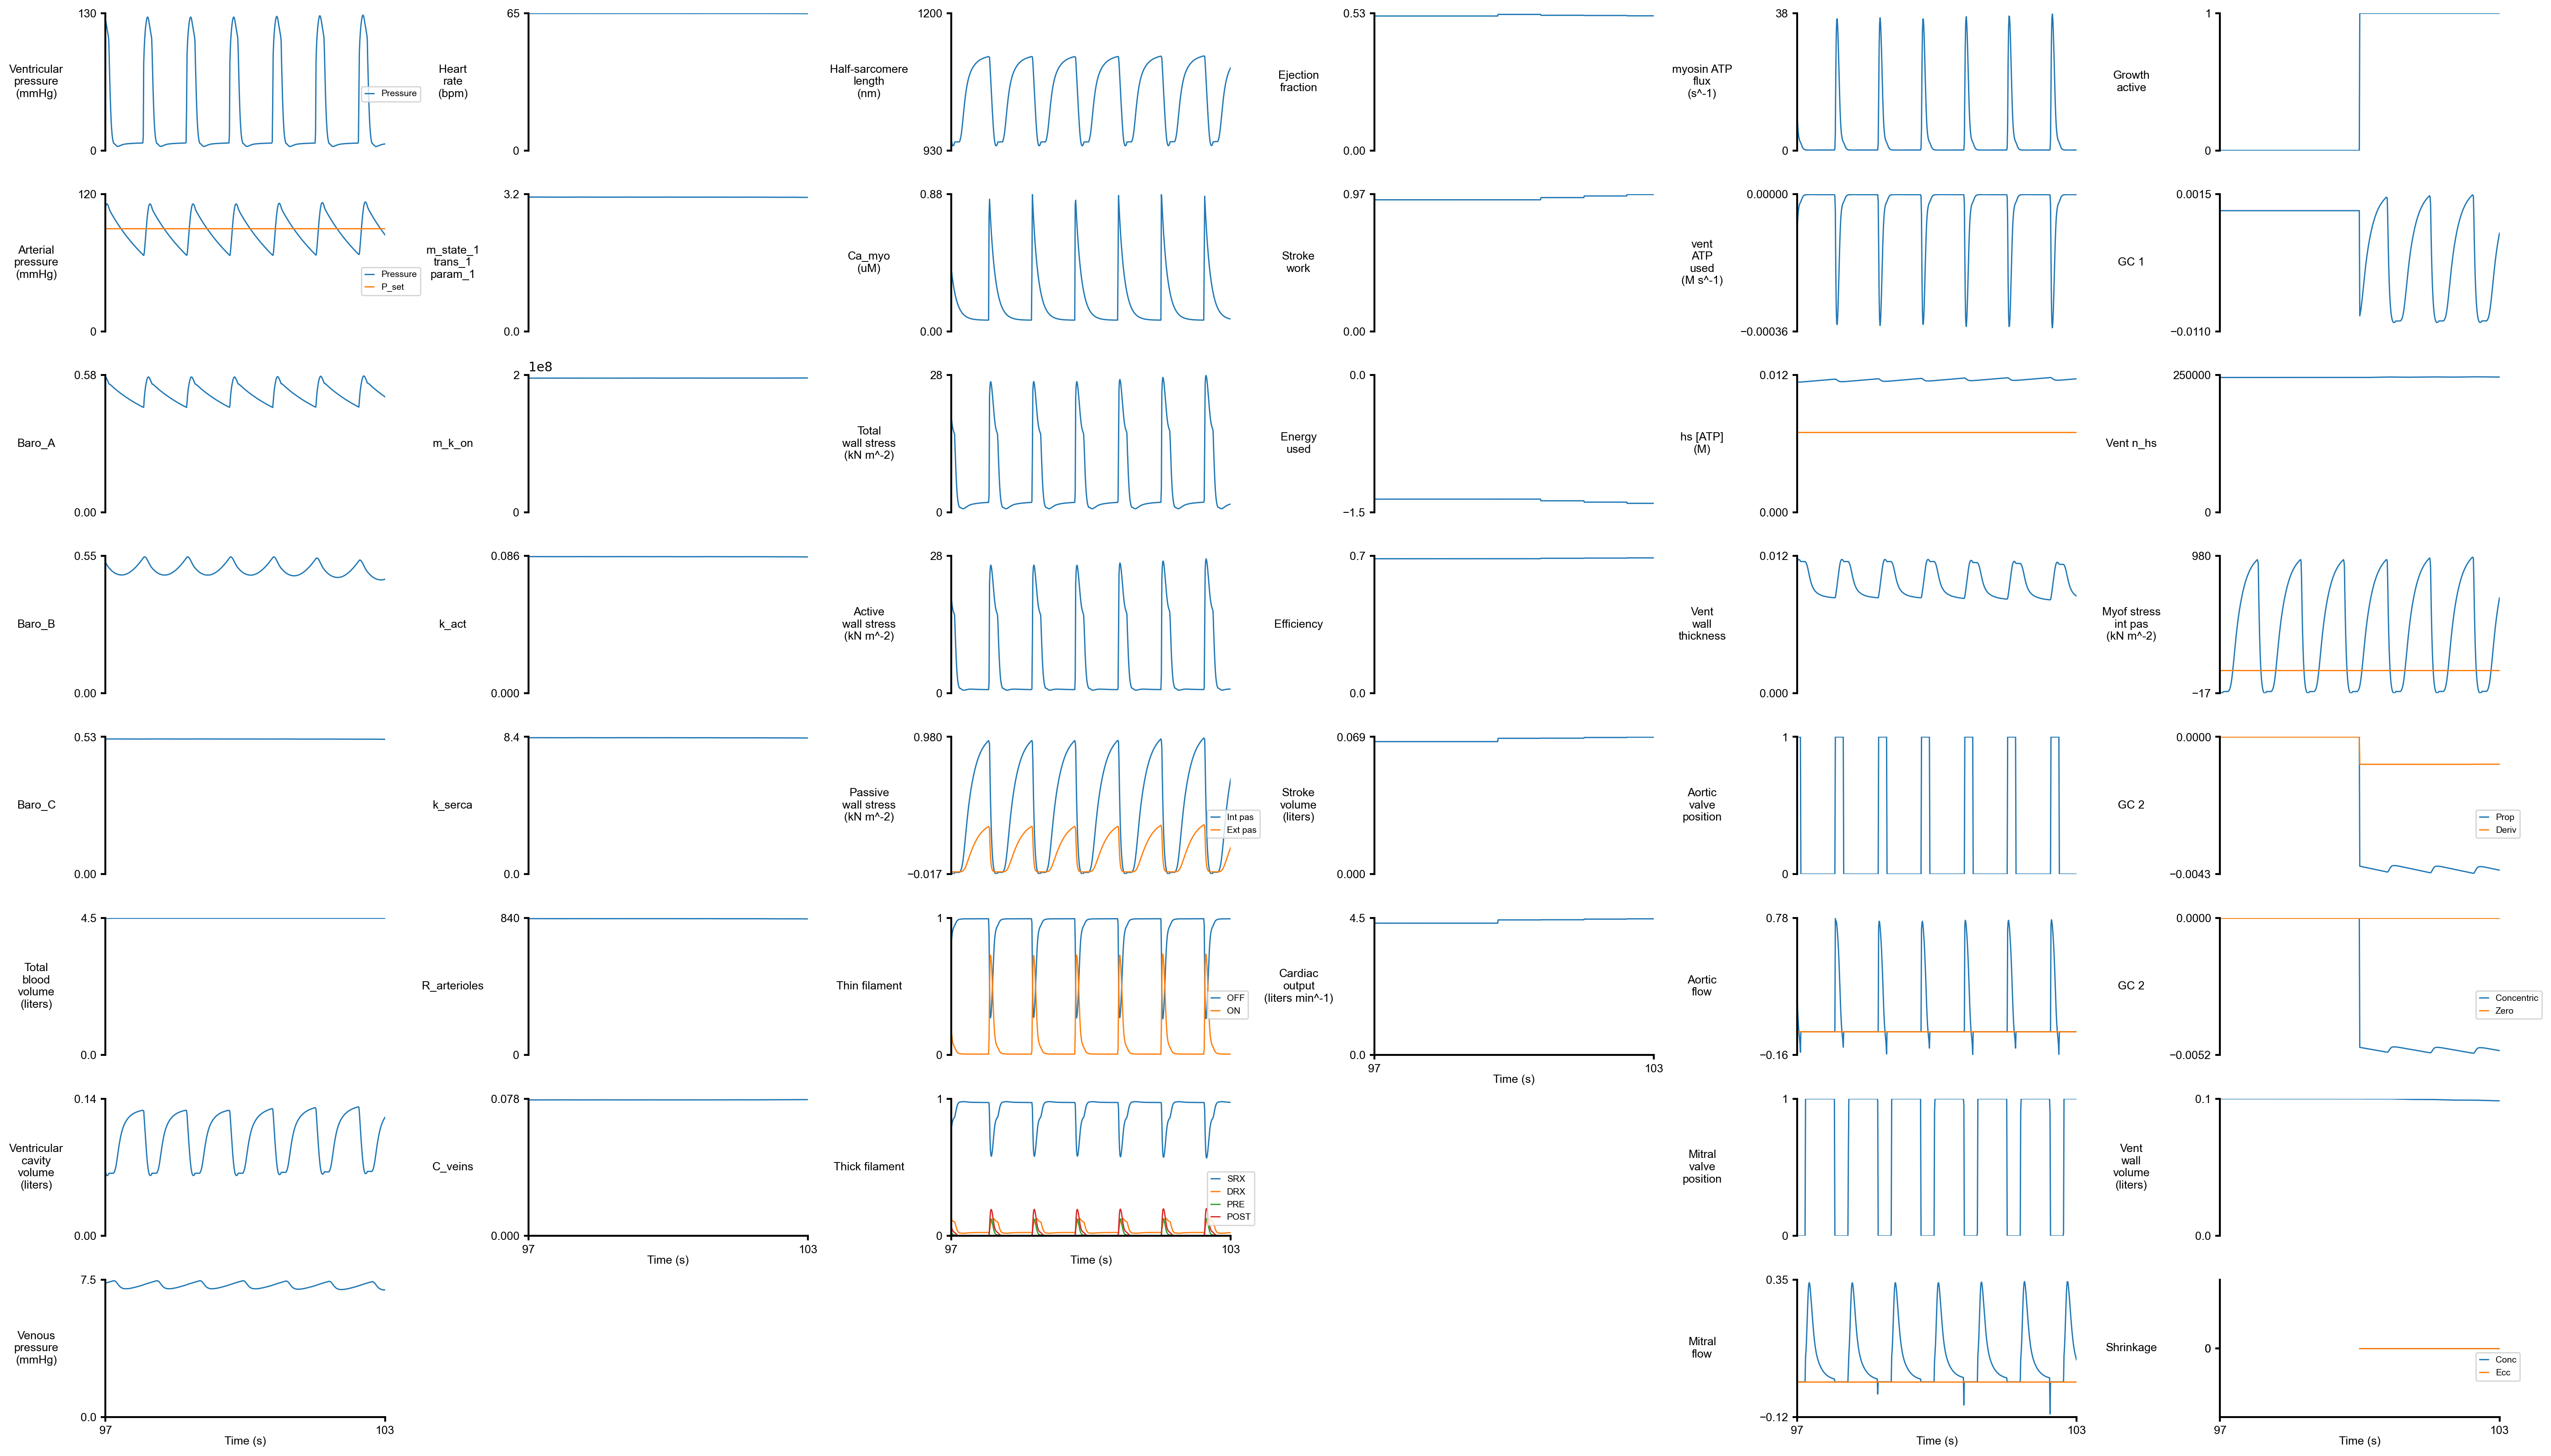 130
Ventricular
pressure
(mmHg)
0
Pressure
120
Arterial
pressure
(mmHg)
0
Pressure
P_set
0.58
Baro_A
0.00
0.55
Baro_B
0.00
0.53
Baro_C
0.00
4.5
Total
blood
volume
(liters)
0.0
0.14
Ventricular
cavity
volume
(liters)
0.00
7.5
Venous
pressure
(mmHg)
0.0
97
103
Time (s)
65
Heart
rate
(bpm)
0
3.2
m_state_1
trans_1
param_1
0.0
1e8
2
m_k_on
0
0.086
k_act
0.000
8.4
k_serca
0.0
840
R_arterioles
0
0.078
C_veins
0.000
97
103
Time (s)
1200
Half-sarcomere
length
(nm)
930
0.88
Ca_myo
(uM)
0.00
28
Total
wall stress
(kN m^-2)
0
28
Active
wall stress
(kN m^-2)
0
0.980
Passive
wall stress
(kN m^-2)
−0.017
Int pas
Ext pas
1
Thin filament
0
OFF
ON
1
Thick filament
0
SRX
DRX
PRE
POST
97
103
Time (s)
0.53
Ejection
fraction
0.00
0.97
Stroke
work
0.00
0.0
Energy
used
−1.5
0.7
Efficiency
0.0
0.069
Stroke
volume
(liters)
0.000
4.5
Cardiac
output
(liters min^-1)
0.0
97
103
Time (s)
38
myosin ATP
flux
(s^-1)
0
0.00000
vent
ATP
used
(M s^-1)
−0.00036
0.012
hs [ATP]
(M)
0.000
0.012
Vent
wall
thickness
0.000
1
Aortic
valve
position
0
0.78
Aortic
flow
−0.16
1
Mitral
valve
position
0
0.35
Mitral
flow
−0.12
97
103
Time (s)
1
Growth
active
0
0.0015
GC 1
−0.0110
250000
Vent n_hs
0
980
Myof stress
int pas
(kN m^-2)
−17
0.0000
GC 2
−0.0043
Prop
Deriv
0.0000
GC 2
−0.0052
Concentric
Zero
0.1
Vent
wall
volume
(liters)
0.0
Shrinkage
0
Conc
Ecc
97
103
Time (s)